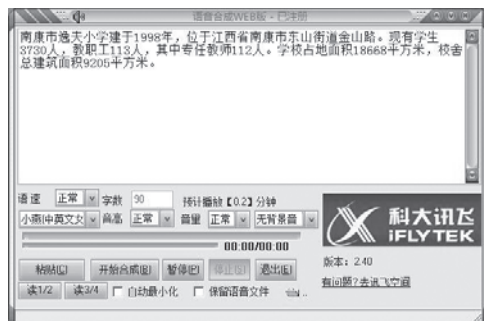 语音合成WEB版 - 已注册
南康市逸夫小学建于1998年，位于江西省南康市东山街道金山路。现有学生
3730人，教职工113人，其中专任教师112人。学校占地面积18668平方米，校舍
总建筑面积9205平方米。
语速 正常 字数 90 预计播放【0.2】分钟
小燕|中英文女 音高 正常 音量 正常 无背景音
科大讯飞
iFLYTEK
00:00/00:00
粘贴(C) 开始合成(B) 暂停(P) 停止(S) 退出(E)
版本：2.40
读1/2 读3/4 自动最小化 保留语音文件
有问题?去讯飞空间